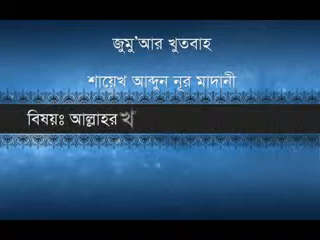 জুমু'আর খুতবাহ
শায়েখ আব্দুন নূর মাদানী
বিষয়ঃ আল্লাহর খ